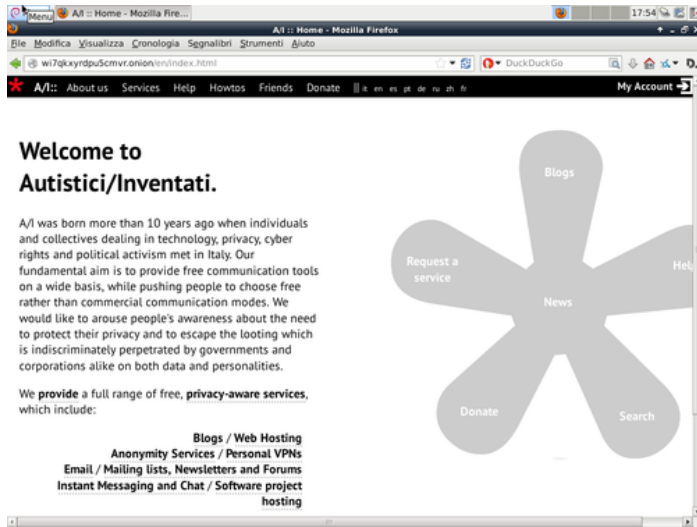 Menu A/I :: Home - Mozilla Fire... 17:54
A/I :: Home - Mozilla Firefox
File Modifica Visualizza Cronologia Segnalibri Strumenti Aiuto
wi7qkxyrdpu5cmvr.onion/en/index.html DuckDuckGo
A/I:: About us Services Help Howtos Friends Donate it en es pt de ru zh fr My Account
Welcome to
Autistici/Inventati.
A/I was born more than 10 years ago when individuals
and collectives dealing in technology, privacy, cyber
rights and political activism met in Italy. Our
fundamental aim is to provide free communication tools
on a wide basis, while pushing people to choose free
rather than commercial communication modes. We
would like to arouse people's awareness about the need
to protect their privacy and to escape the looting which
is indiscriminately perpetrated by governments and
corporations alike on both data and personalities.
We provide a full range of free, privacy-aware services,
which include:
Blogs / Web Hosting
Anonymity Services / Personal VPNs
Email / Mailing lists, Newsletters and Forums
Instant Messaging and Chat / Software project
hosting
Blogs
Request a
service
Help
News
Donate
Search